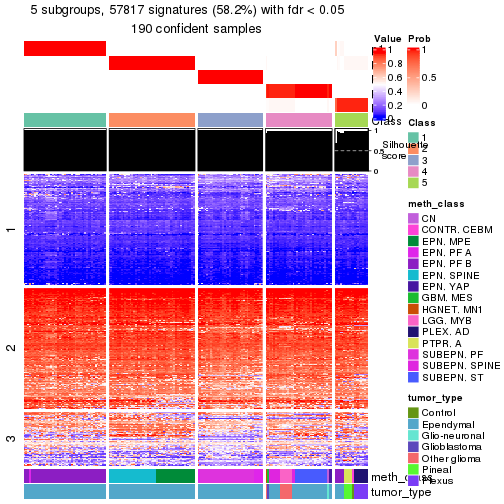 5 subgroups, 57817 signatures (58.2%) with fdr < 0.05
190 confident samples
Value
1
0.8
0.6
0.4
0.2
0
Prob
1
0.5
0
Class
1
0.5
0
Silhouette
score
Class
1
2
3
4
5
1
2
3
meth_class
CN
CONTR. CEBM
EPN. MPE
EPN. PF A
EPN. PF B
EPN. SPINE
EPN. YAP
GBM. MES
HGNET. MN1
LGG. MYB
PLEX. AD
PTPR. A
SUBEPN. PF
SUBEPN. SPINE
SUBEPN. ST
tumor_type
Control
Ependymal
Glio-neuronal
Glioblastoma
Other glioma
Pineal
Plexus
meth_class
tumor_type